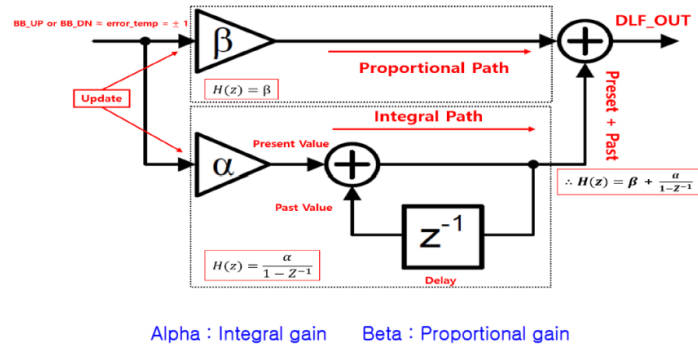 BB_UP or BB_DN = error_temp = ± 1
β
DLF_OUT
Proportional Path
H(z) = β
Update
Preset + Past
Integral Path
Present Value
α
Past Value
∴ H(z) = β + α/(1−Z⁻¹)
z⁻¹
H(z) = α/(1 − Z⁻¹)
Delay
Alpha : Integral gain Beta : Proportional gain